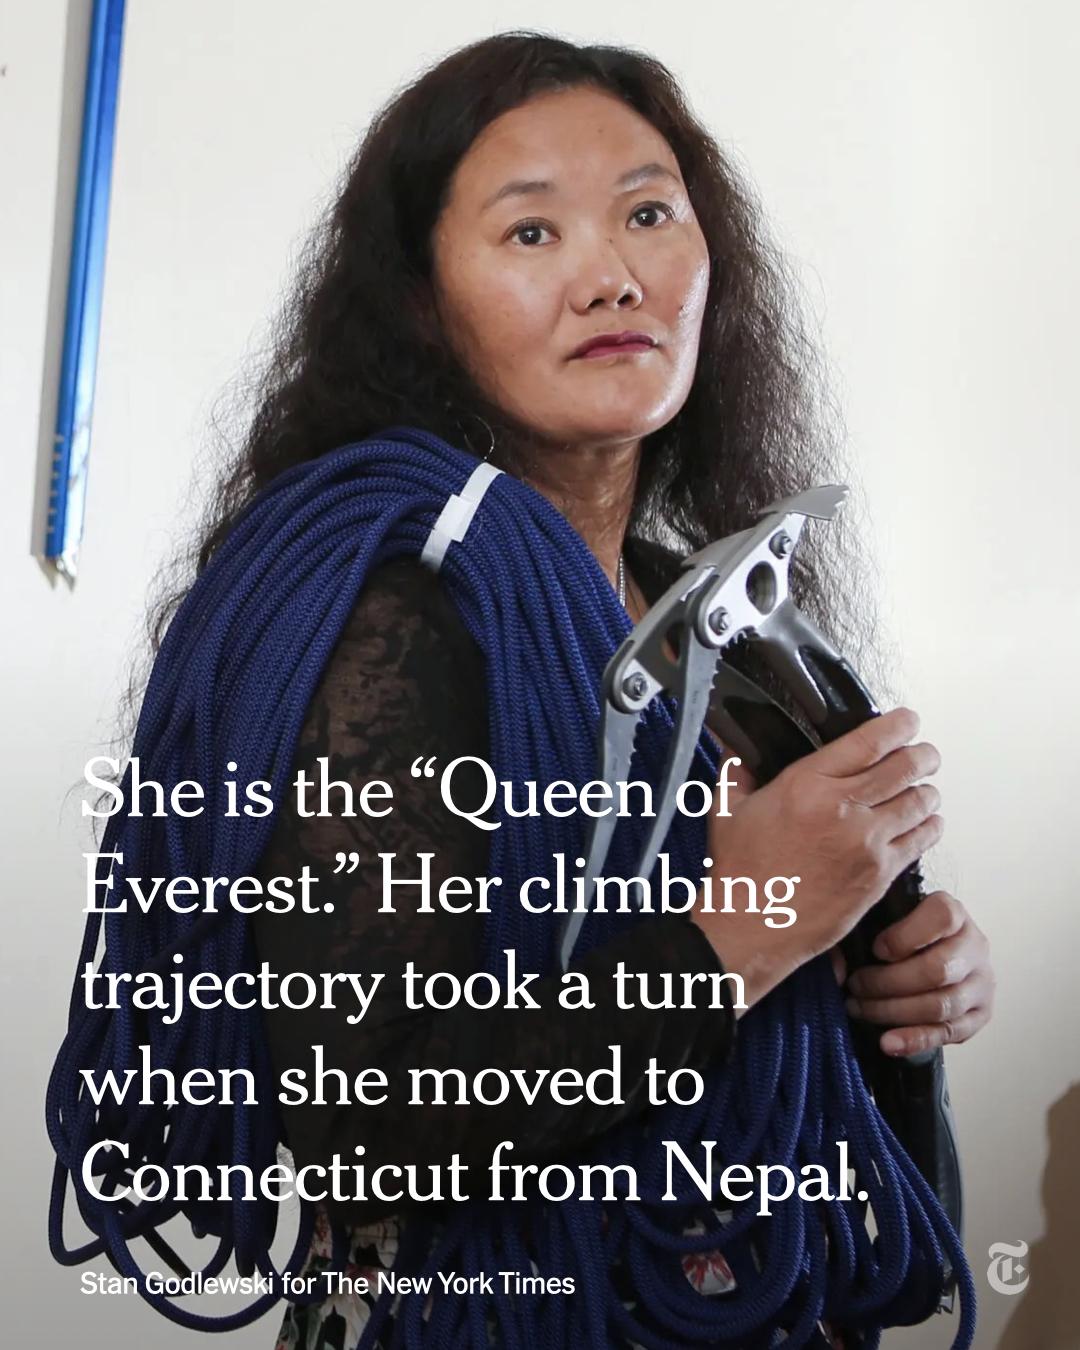 She is the “Queen of
Everest.” Her climbing
trajectory took a turn
when she moved to
Connecticut from Nepal.
Stan Godlewski for The New York Times
T